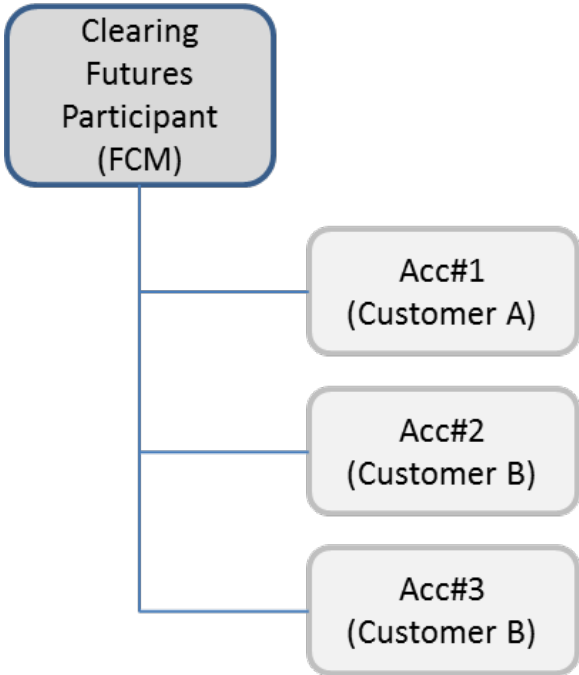 Clearing
Futures
Participant
(FCM)
Acc#1
(Customer A)
Acc#2
(Customer B)
Acc#3
(Customer B)